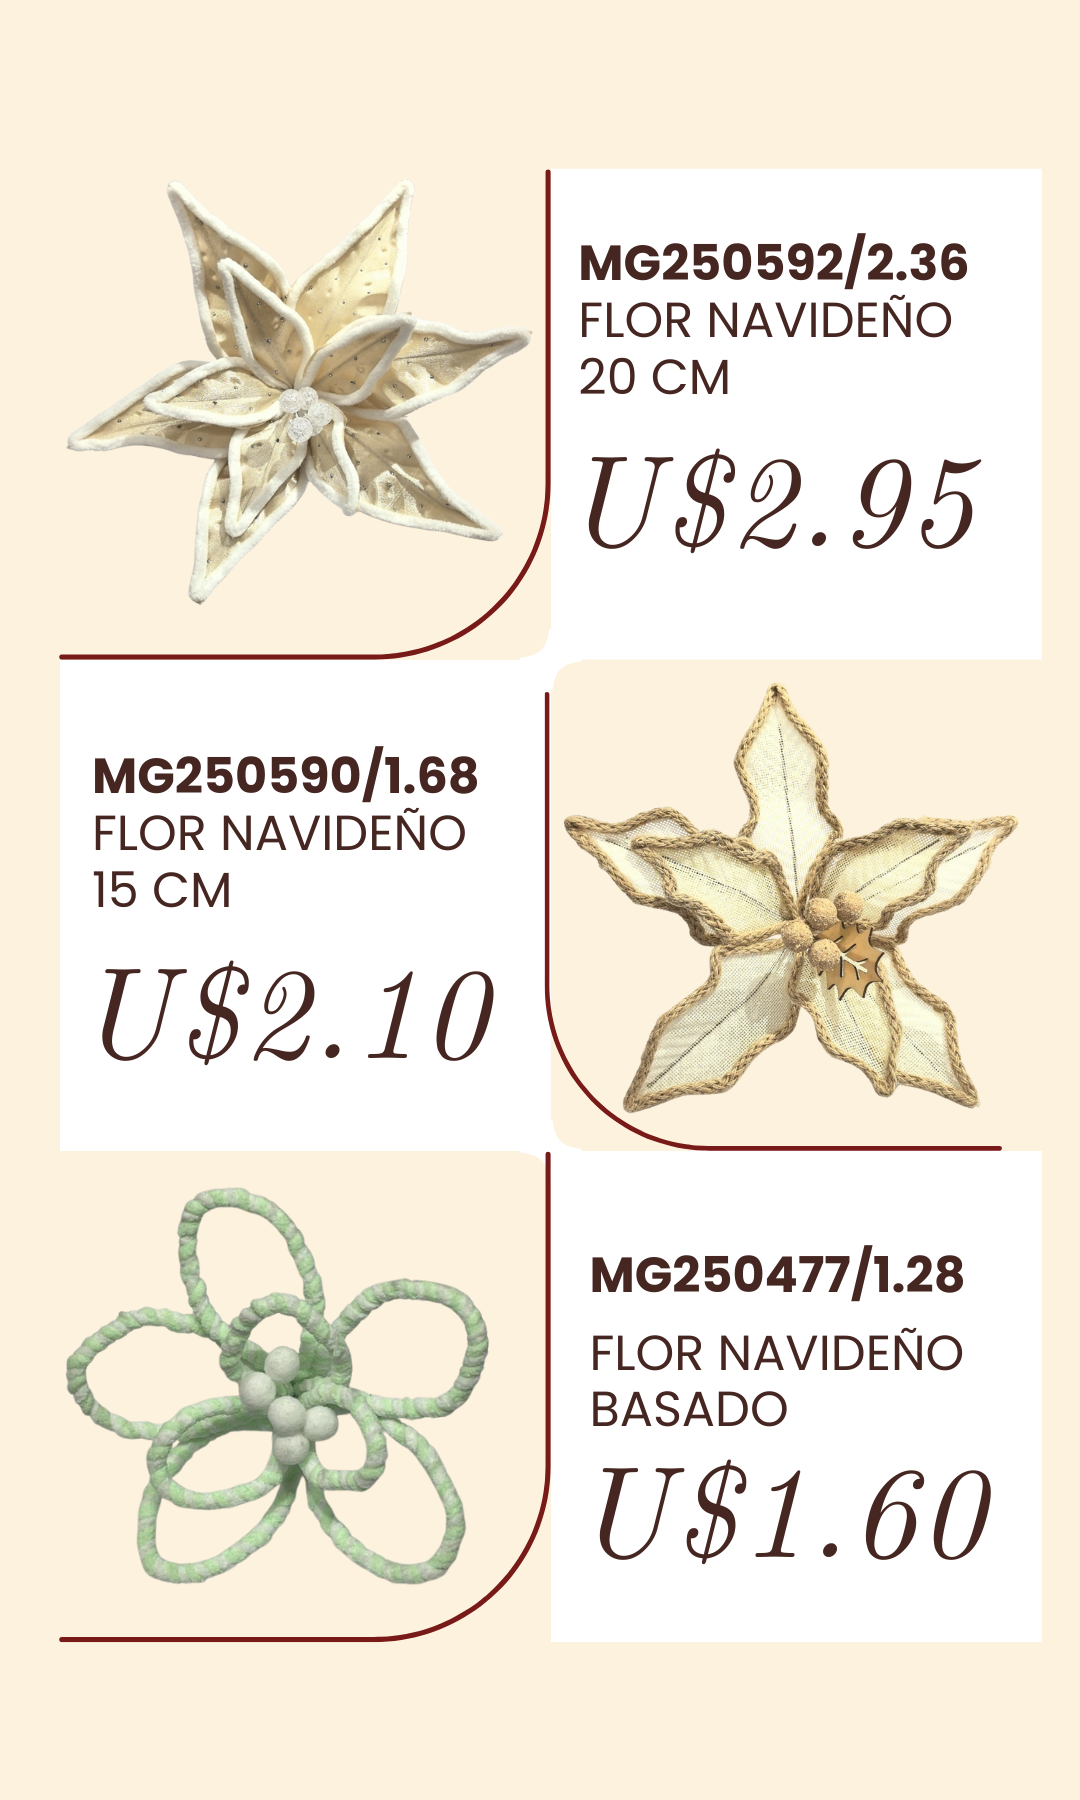 MG250592/2.36
FLOR NAVIDEÑO
20 CM
U$2.95
MG250590/1.68
FLOR NAVIDEÑO
15 CM
U$2.10
MG250477/1.28
FLOR NAVIDEÑO
BASADO
U$1.60